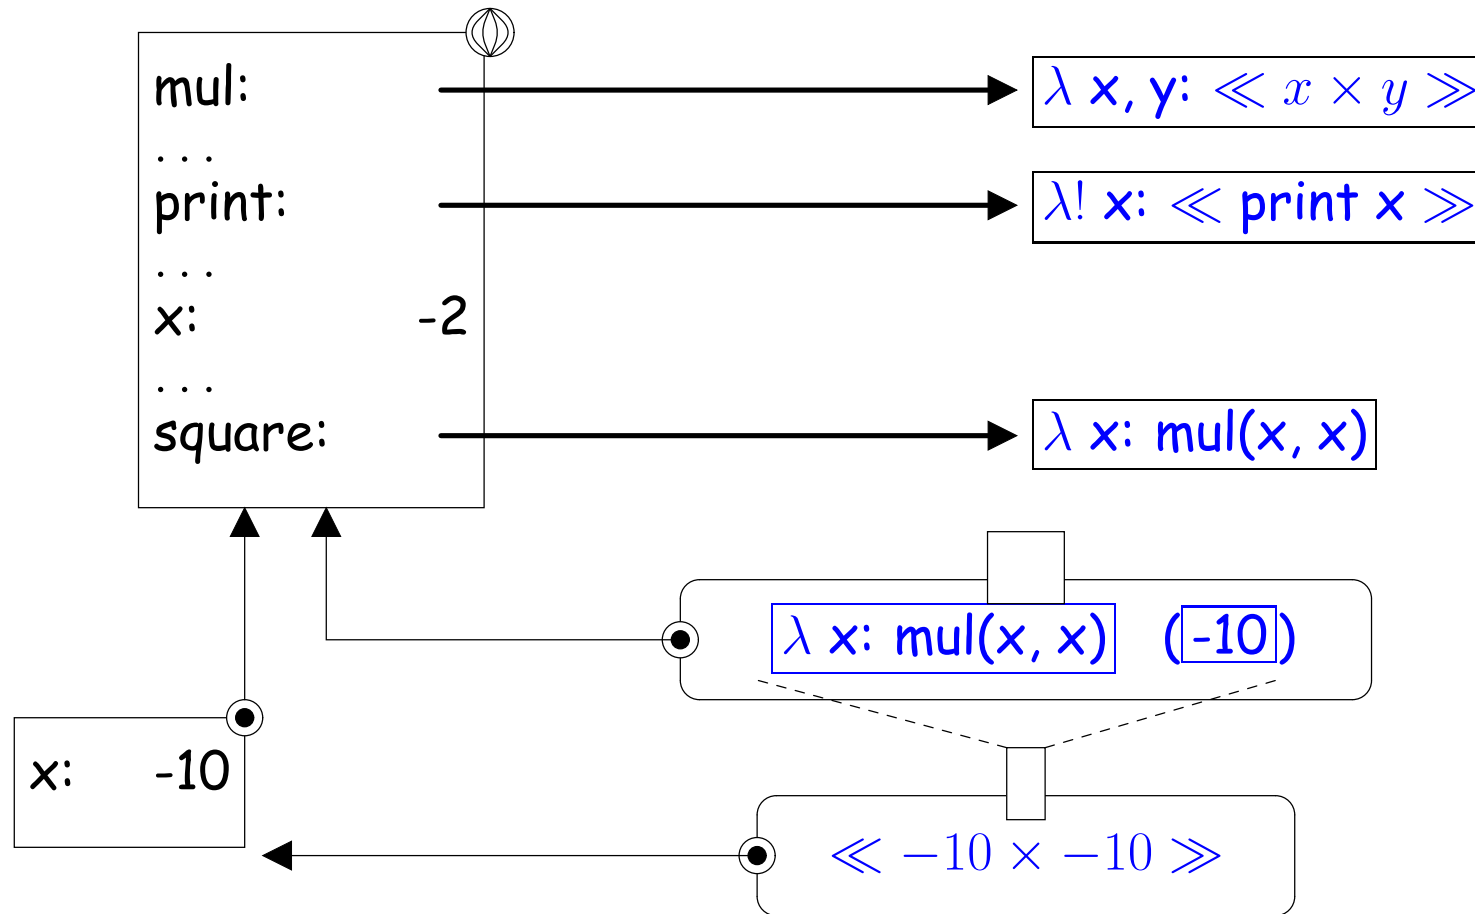 mul:
λ x, y: ≪ x × y ≫
...
print:
λ! x: ≪ print x ≫
...
x: -2
...
square:
λ x: mul(x, x)
λ x: mul(x, x) (-10)
x: -10
≪ −10 × −10 ≫